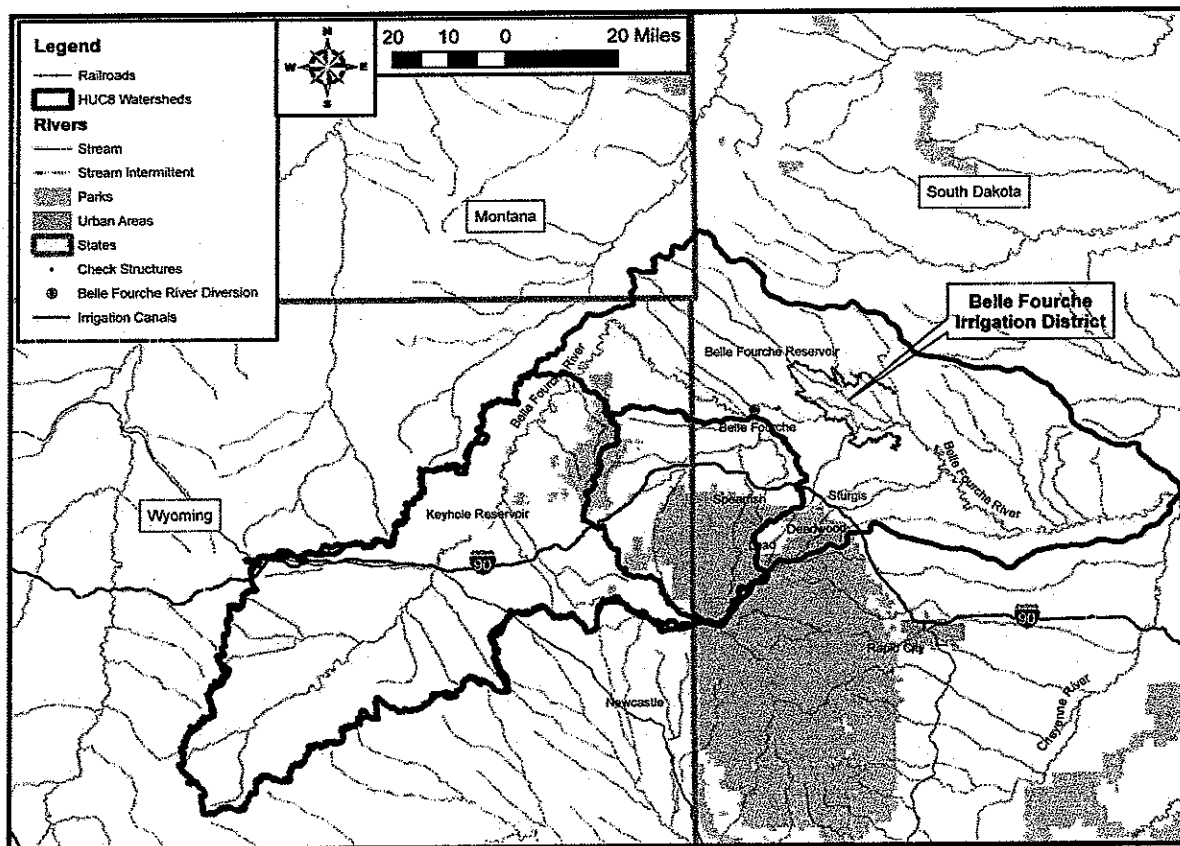 Legend
Railroads
HUC8 Watersheds
Rivers
Stream
Stream Intermittent
Parks
Urban Areas
States
Check Structures
Belle Fourche River Diversion
Irrigation Canals
N
W E
S
20 10 0 20 Miles
Montana
South Dakota
Belle Fourche
Irrigation District
Belle Fourche Reservoir
Belle Fourche River
Belle Fourche
Belle Fourche River
Wyoming
Keyhole Reservoir
Spearfish
Sturgis
Deadwood
90
90
Rapid City
Newcastle
Cheyenne River